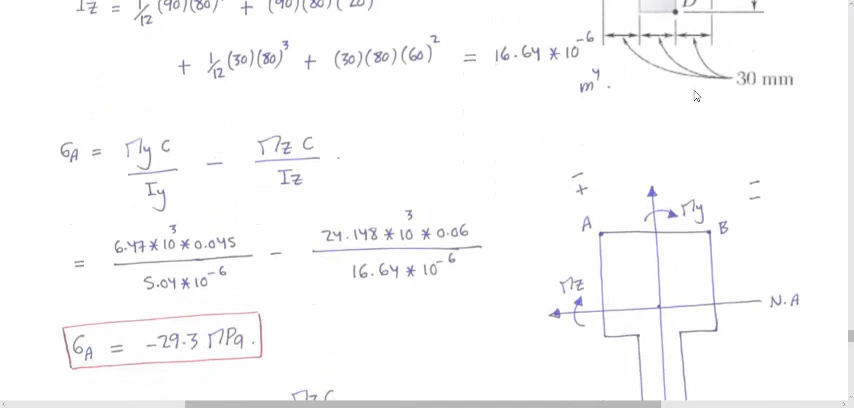 Iz = 1/12 (90)(80)³ + (90)(80)(20)²
+ 1/12 (30)(80)³ + (30)(80)(60)² = 16.64 * 10⁻⁶ m⁴.
D
30 mm
σA = My C / Iy - Mz C / Iz .
= 6.47*10³*0.045 / 5.04*10⁻⁶ - 24.148*10³*0.06 / 16.64*10⁻⁶
σA = -29.3 MPa.
- +
My
A
B
Mz
N.A
Mz C